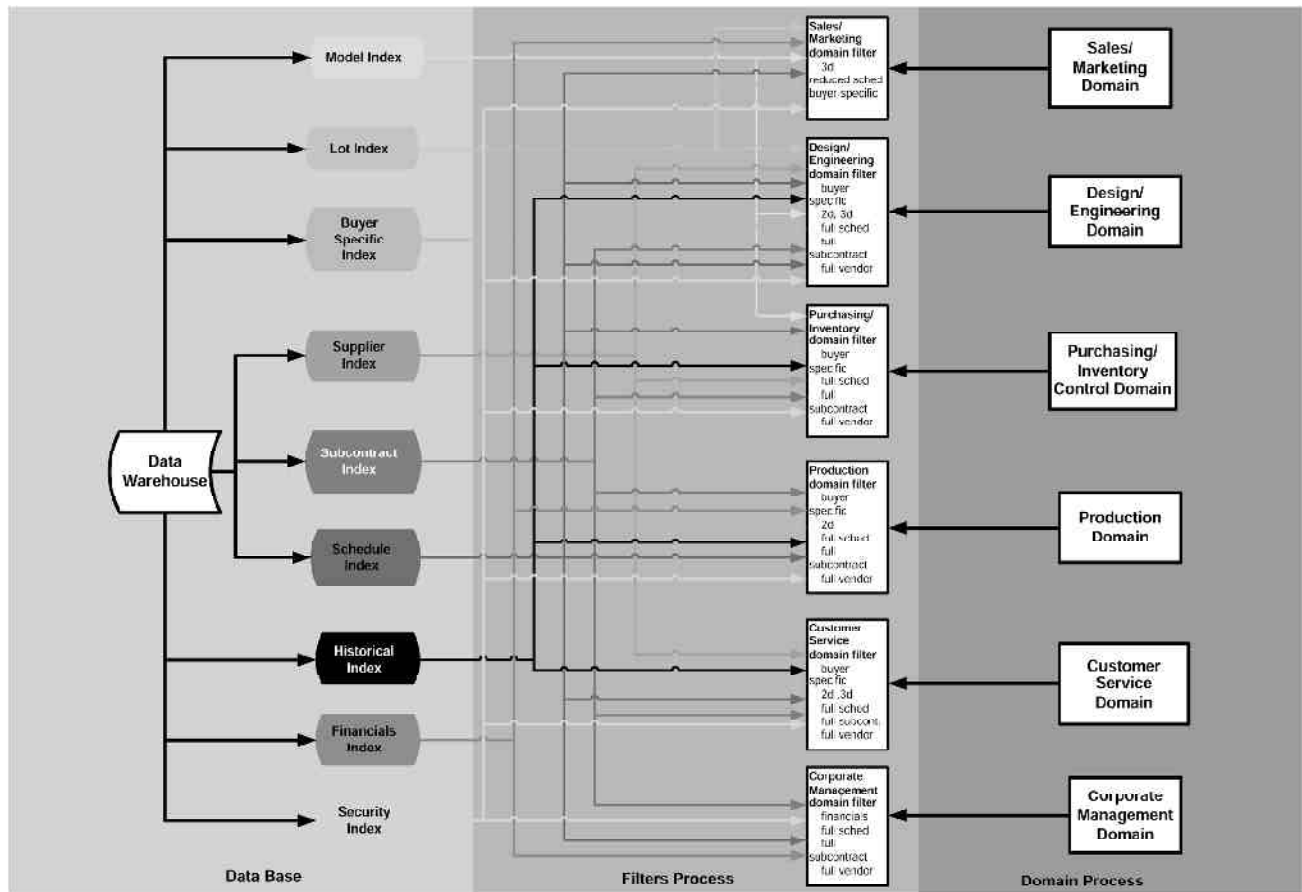 Model Index
Lot Index
Buyer
Specific
Index
Supplier
Index
Subcontract
Index
Data
Warehouse
Schedule
Index
Historical
Index
Financials
Index
Security
Index
Data Base
Sales/
Marketing
domain filter
3d
reduced sched
buyer-specific
Design/
Engineering
domain filter
buyer
specific
2d, 3d
full sched
full
subcontract
full vendor
Purchasing/
Inventory
domain filter
buyer
specific
full sched
full
subcontract
full vendor
Production
domain filter
buyer
specific
2d
full sched
full
subcontract
full vendor
Customer
Service
domain filter
buyer
specific
2d ,3d
full sched
full subcont.
full vendor
Corporate
Management
domain filter
financials
full sched
full
subcontract
full vendor
Filters Process
Sales/
Marketing
Domain
Design/
Engineering
Domain
Purchasing/
Inventory
Control Domain
Production
Domain
Customer
Service
Domain
Corporate
Management
Domain
Domain Process